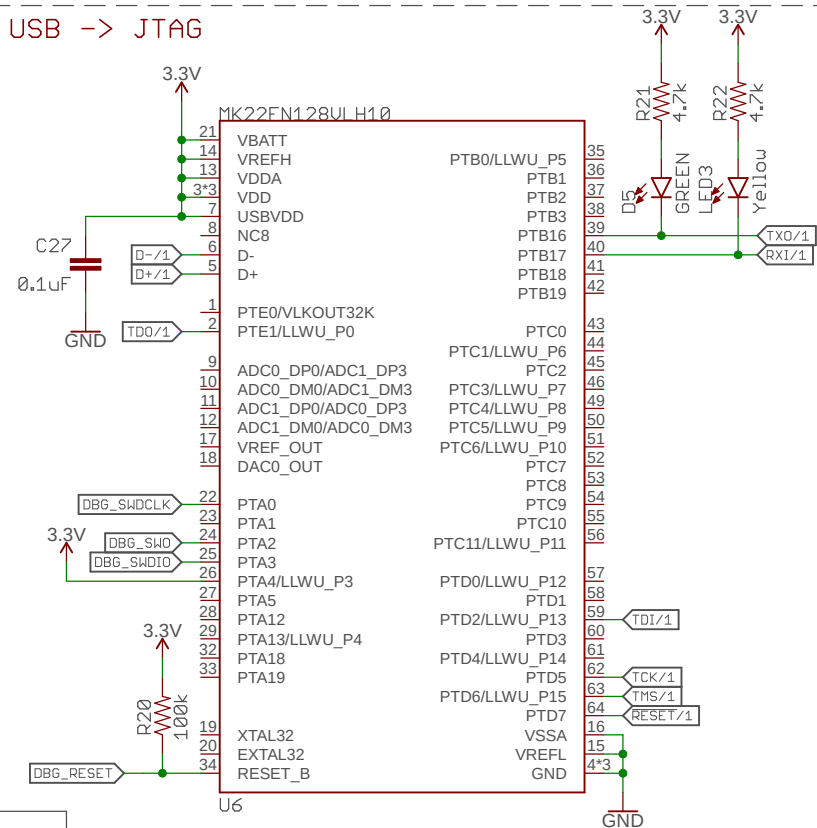 USB -> JTAG
3.3V
3.3V
3.3V
R21
4.7k
R22
4.7k
D5
GREEN
LED3
Yellow
MK22FN128VLH10
21 VBATT
14 VREFH
13 VDDA
3*3 VDD
7 USBVDD
8 NC8
6 D-
5 D+
1 PTE0/VLKOUT32K
2 PTE1/LLWU_P0
9 ADC0_DP0/ADC1_DP3
10 ADC0_DM0/ADC1_DM3
11 ADC1_DP0/ADC0_DP3
12 ADC1_DM0/ADC0_DM3
17 VREF_OUT
18 DAC0_OUT
22 PTA0
23 PTA1
24 PTA2
25 PTA3
26 PTA4/LLWU_P3
27 PTA5
28 PTA12
29 PTA13/LLWU_P4
32 PTA18
33 PTA19
19 XTAL32
20 EXTAL32
34 RESET_B
C27
0.1uF
GND
D-/1
D+/1
TDO/1
DBG_SWDCLK
DBG_SWO
DBG_SWDIO
3.3V
3.3V
R20
100k
DBG_RESET
PTB0/LLWU_P5 35
PTB1 36
PTB2 37
PTB3 38
PTB16 39
PTB17 40
PTB18 41
PTB19 42
PTC0 43
PTC1/LLWU_P6 44
PTC2 45
PTC3/LLWU_P7 46
PTC4/LLWU_P8 49
PTC5/LLWU_P9 50
PTC6/LLWU_P10 51
PTC7 52
PTC8 53
PTC9 54
PTC10 55
PTC11/LLWU_P11 56
PTD0/LLWU_P12 57
PTD1 58
PTD2/LLWU_P13 59
PTD3 60
PTD4/LLWU_P14 61
PTD5 62
PTD6/LLWU_P15 63
PTD7 64
VSSA 16
VREFL 15
GND 4*3
TXO/1
RXI/1
TDI/1
TCK/1
TMS/1
RESET/1
U6
GND